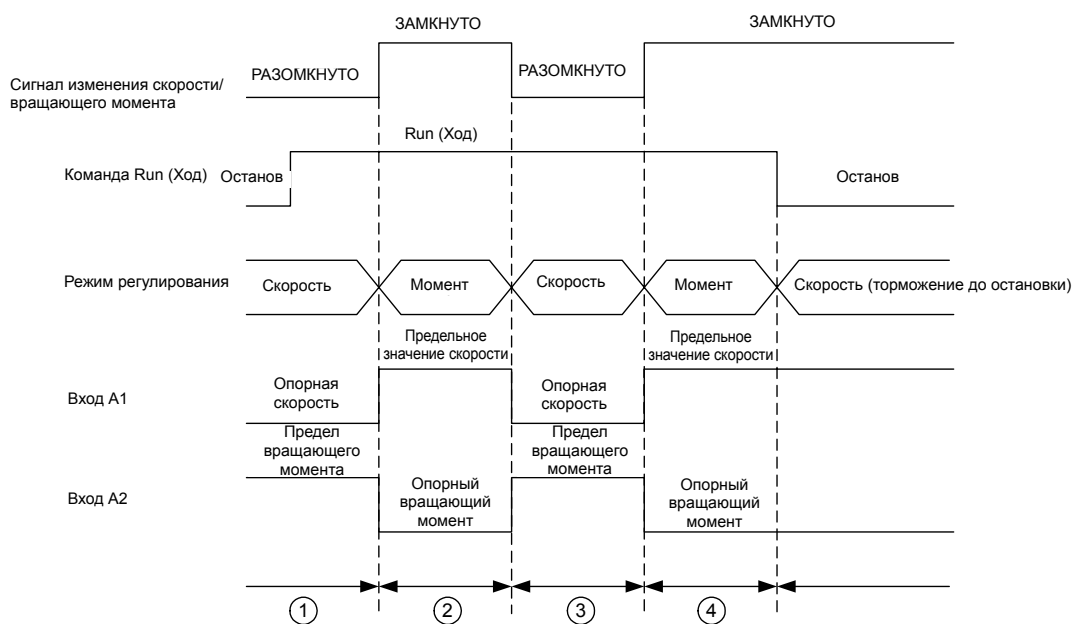 ЗАМКНУТО
ЗАМКНУТО
РАЗОМКНУТО
РАЗОМКНУТО
Сигнал изменения скорости/
вращающего момента
Run (Ход)
Команда Run (Ход)
Останов
Останов
Режим регулирования
Скорость
Момент
Скорость
Момент
Скорость (торможение до остановки)
Предельное
значение скорости
Предельное
значение скорости
Вход A1
Опорная
скорость
Опорная
скорость
Предел
вращающего
момента
Предел
вращающего
момента
Вход A2
Опорный
вращающий
момент
Опорный
вращающий
момент
1
2
3
4